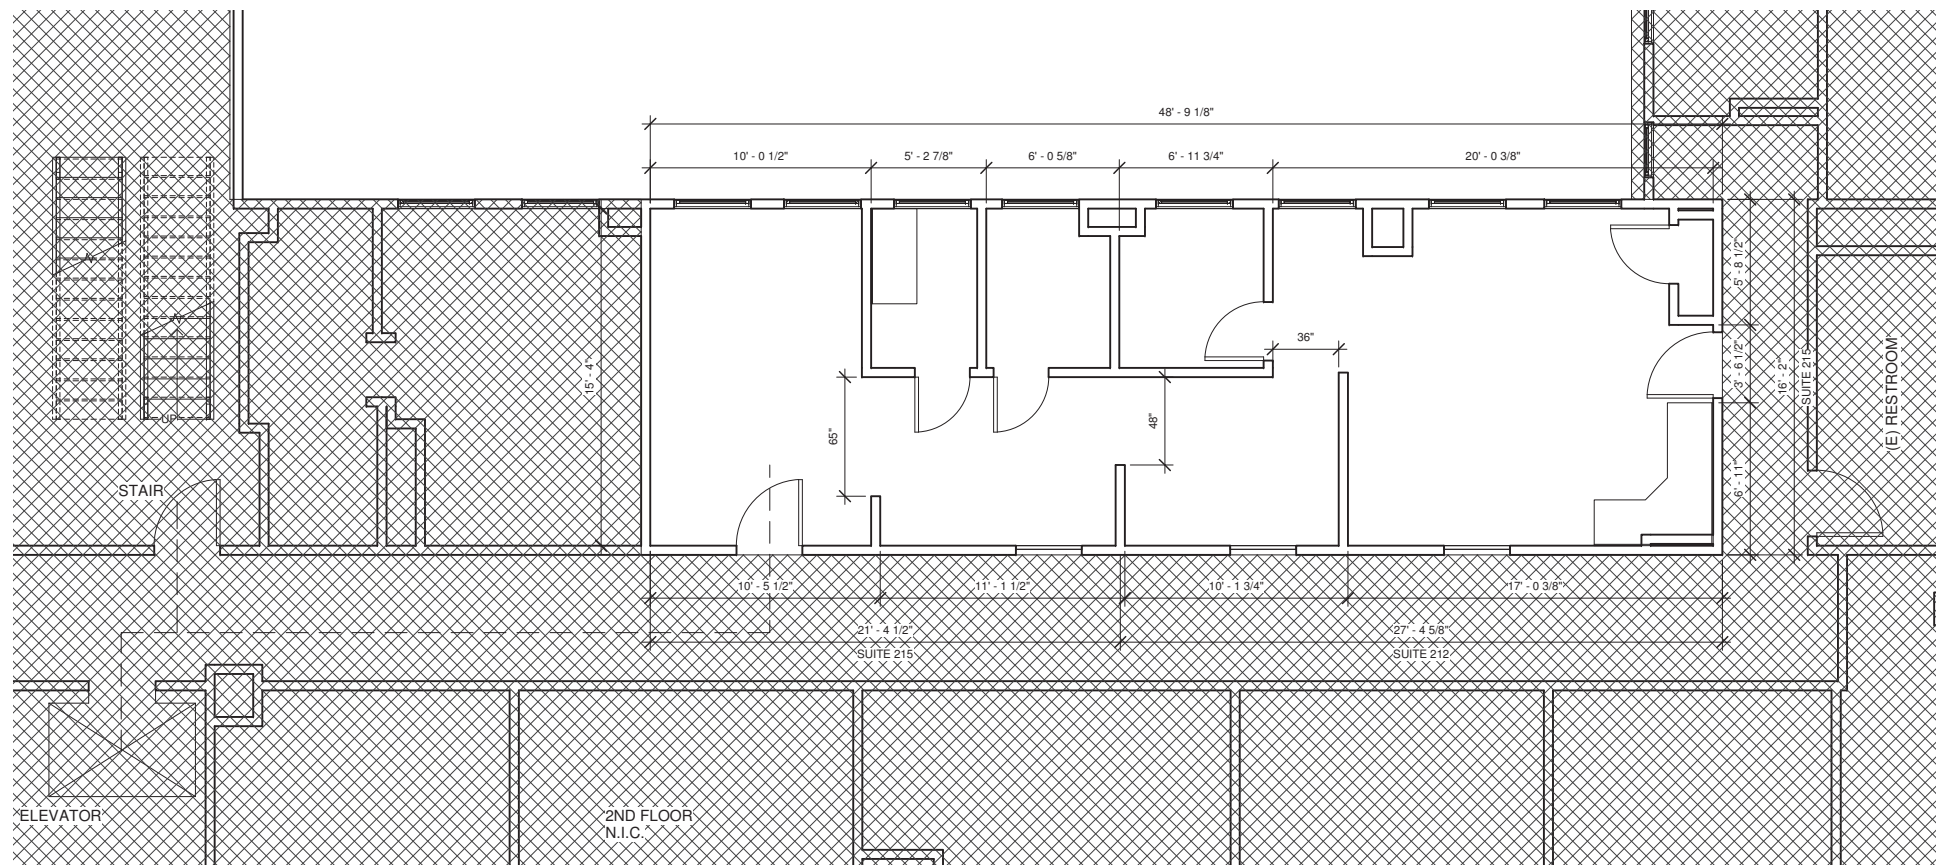 48' - 9 1/8"
10' - 0 1/2"
5' - 2 7/8"
6' - 0 5/8"
6' - 11 3/4"
20' - 0 3/8"
5' - 8 1/2"
36"
15' - 4"
3' - 6 1/2"
16' - 2"
SUITE 215
(E) RESTROOM
UP
65"
48"
6' - 11"
STAIR
10' - 5 1/2"
11' - 1 1/2"
10' - 1 3/4"
17' - 0 3/8"
21' - 4 1/2"
SUITE 215
27' - 4 5/8"
SUITE 212
ELEVATOR
2ND FLOOR
N.I.C.